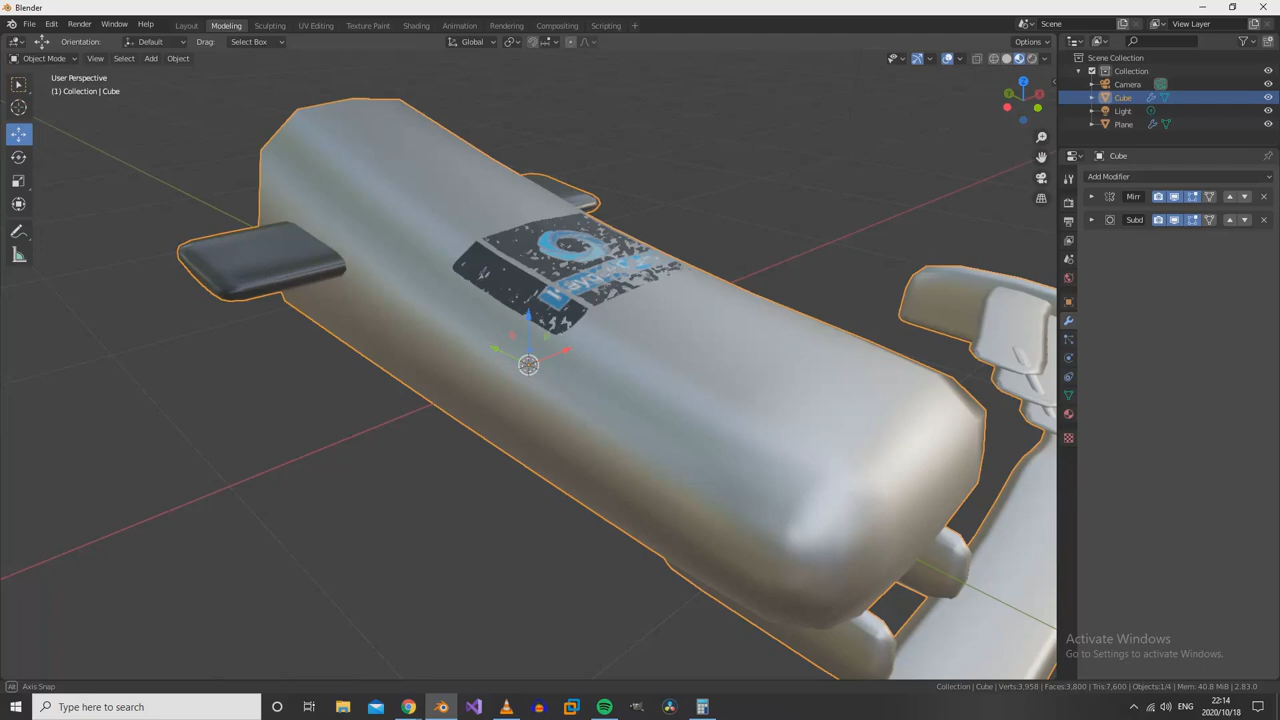 Blender
File Edit Render Window Help Layout Modeling Sculpting UV Editing Texture Paint Shading Animation Rendering Compositing Scripting + Scene View Layer
Orientation: Default Drag: Select Box Global Options
Object Mode View Select Add Object
User Perspective
(1) Collection | Cube
Scene Collection
Collection
Camera
Cube
Light
Plane
Cube
Add Modifier
Mirr
Subd
Activate Windows
Go to Settings to activate Windows.
Axis Snap
Collection | Cube | Verts:3,958 | Faces:3,800 | Tris:7,600 | Objects:1/4 | Mem: 40.8 MiB | 2.83.0
Type here to search
ENG
22:14
2020/10/18